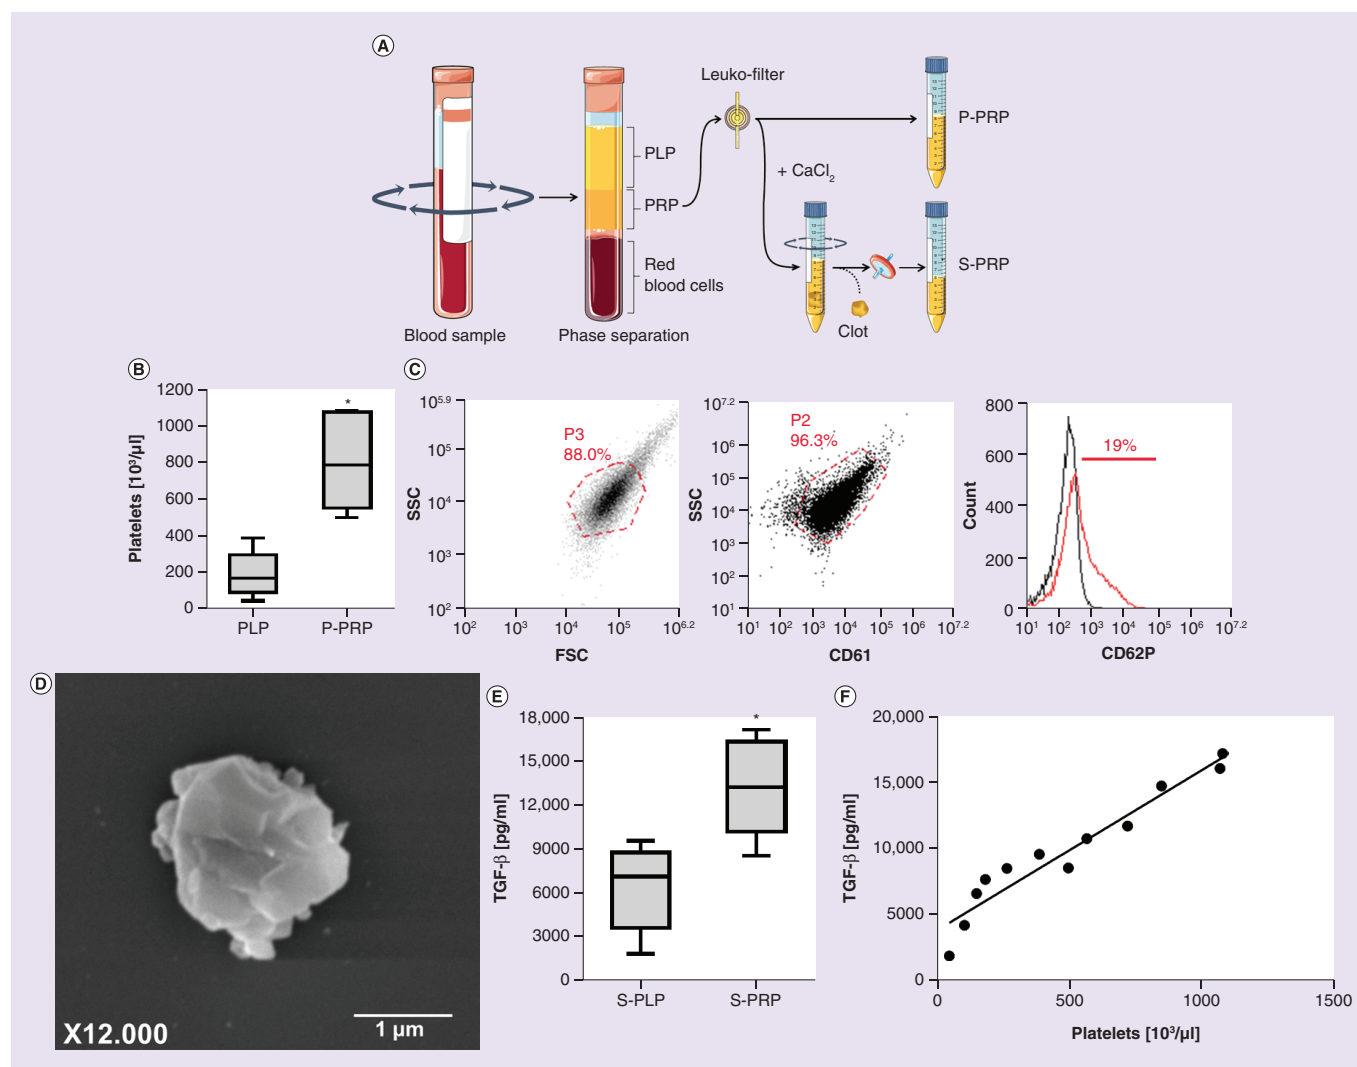 A
Leuko-filter
P-PRP
PLP
+ CaCl2
PRP
S-PRP
Red
blood cells
Clot
Blood sample
Phase separation
B
1200
1000
800
600
400
200
0
Platelets [10³/µl]
*
PLP
P-PRP
C
10^5.9
10^5
10^4
10^3
10^2
SSC
P3
88.0%
10^2
10^3
10^4
10^5
10^6.2
FSC
10^7.2
10^6
10^5
10^4
10^3
10^2
10^1
SSC
P2
96.3%
10^1
10^2
10^3
10^4
10^5
10^6
10^7.2
CD61
800
600
400
200
0
Count
19%
10^1
10^2
10^3
10^4
10^5
10^6
10^7.2
CD62P
D
X12.000
1 µm
E
18,000
15,000
12,000
9000
6000
3000
0
TGF-β [pg/ml]
*
S-PLP
S-PRP
F
20,000
15,000
10,000
5000
0
TGF-β [pg/ml]
0
500
1000
1500
Platelets [10³/µl]